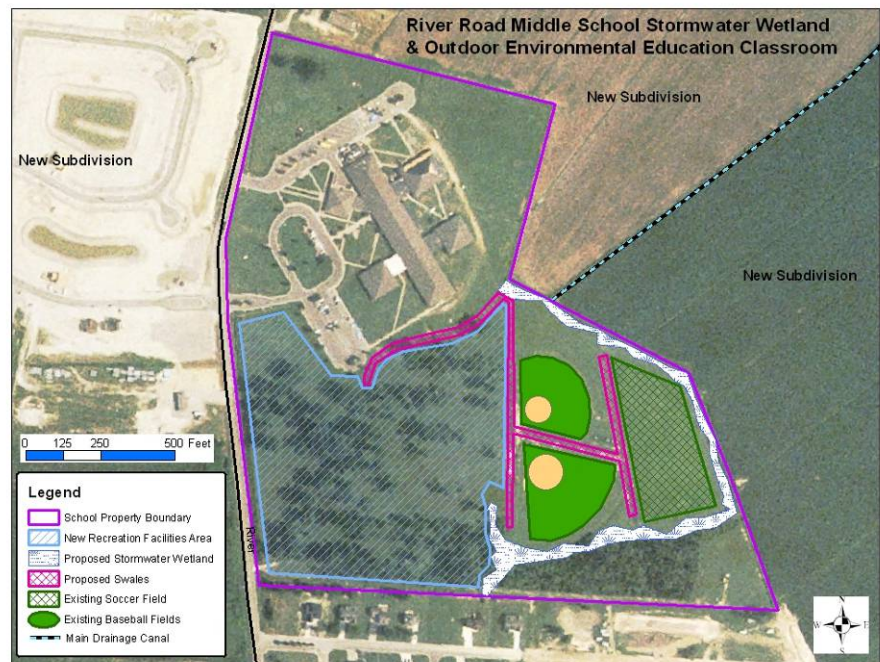 River Road Middle School Stormwater Wetland
& Outdoor Environmental Education Classroom
New Subdivision
New Subdivision
New Subdivision
0 125 250 500 Feet
River
Legend
School Property Boundary
New Recreation Facilities Area
Proposed Stormwater Wetland
Proposed Swales
Existing Soccer Field
Existing Baseball Fields
Main Drainage Canal
N
W E
S